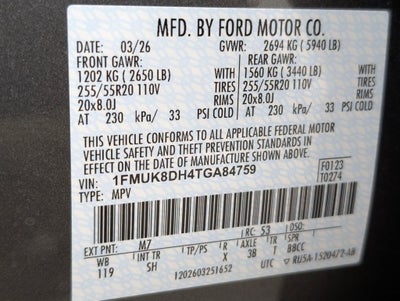 MFD. BY FORD MOTOR CO.
DATE: 03/26 GVWR: 2694 KG ( 5940 LB)
FRONT GAWR: REAR GAWR:
1202 KG ( 2650 LB) WITH 1560 KG ( 3440 LB) WITH
255/55R20 110V TIRES 255/55R20 110V TIRES
20x8.0J RIMS 20x8.0J RIMS
AT 230 kPa/ 33 PSI COLD AT 230 kPa/ 33 PSI COLD
THIS VEHICLE CONFORMS TO ALL APPLICABLE FEDERAL MOTOR
VEHICLE SAFETY AND THEFT PREVENTION STANDARDS IN EFFECT
ON THE DATE OF MANUFACTURE SHOWN ABOVE.
VIN: 1FMUK8DH4TGA84759 F0123
TYPE: MPV T0274
EXT PNT: M7 RC: 53 DSO:
WB INT TR TP/PS R AXLE TR SPR
119 SH X 38 T BBCC
1202603251652 UTC RU5A-1520472-AB